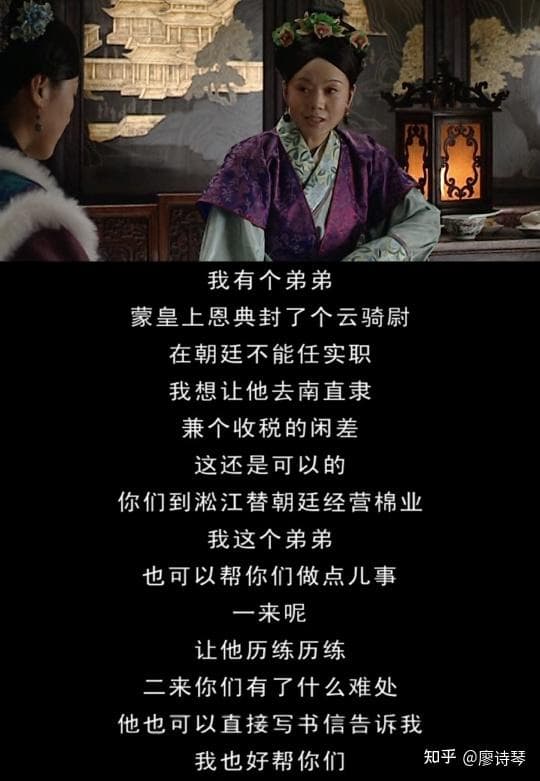 我有个弟弟
蒙皇上恩典封了个云骑尉
在朝廷不能任实职
我想让他去南直隶
兼个收税的闲差
这还是可以的
你们到淞江替朝廷经营棉业
我这个弟弟
也可以帮你们做点儿事
一来呢
让他历练历练
二来你们有了什么难处
他也可以直接写书信告诉我
我也好帮你们
知乎 @廖诗琴